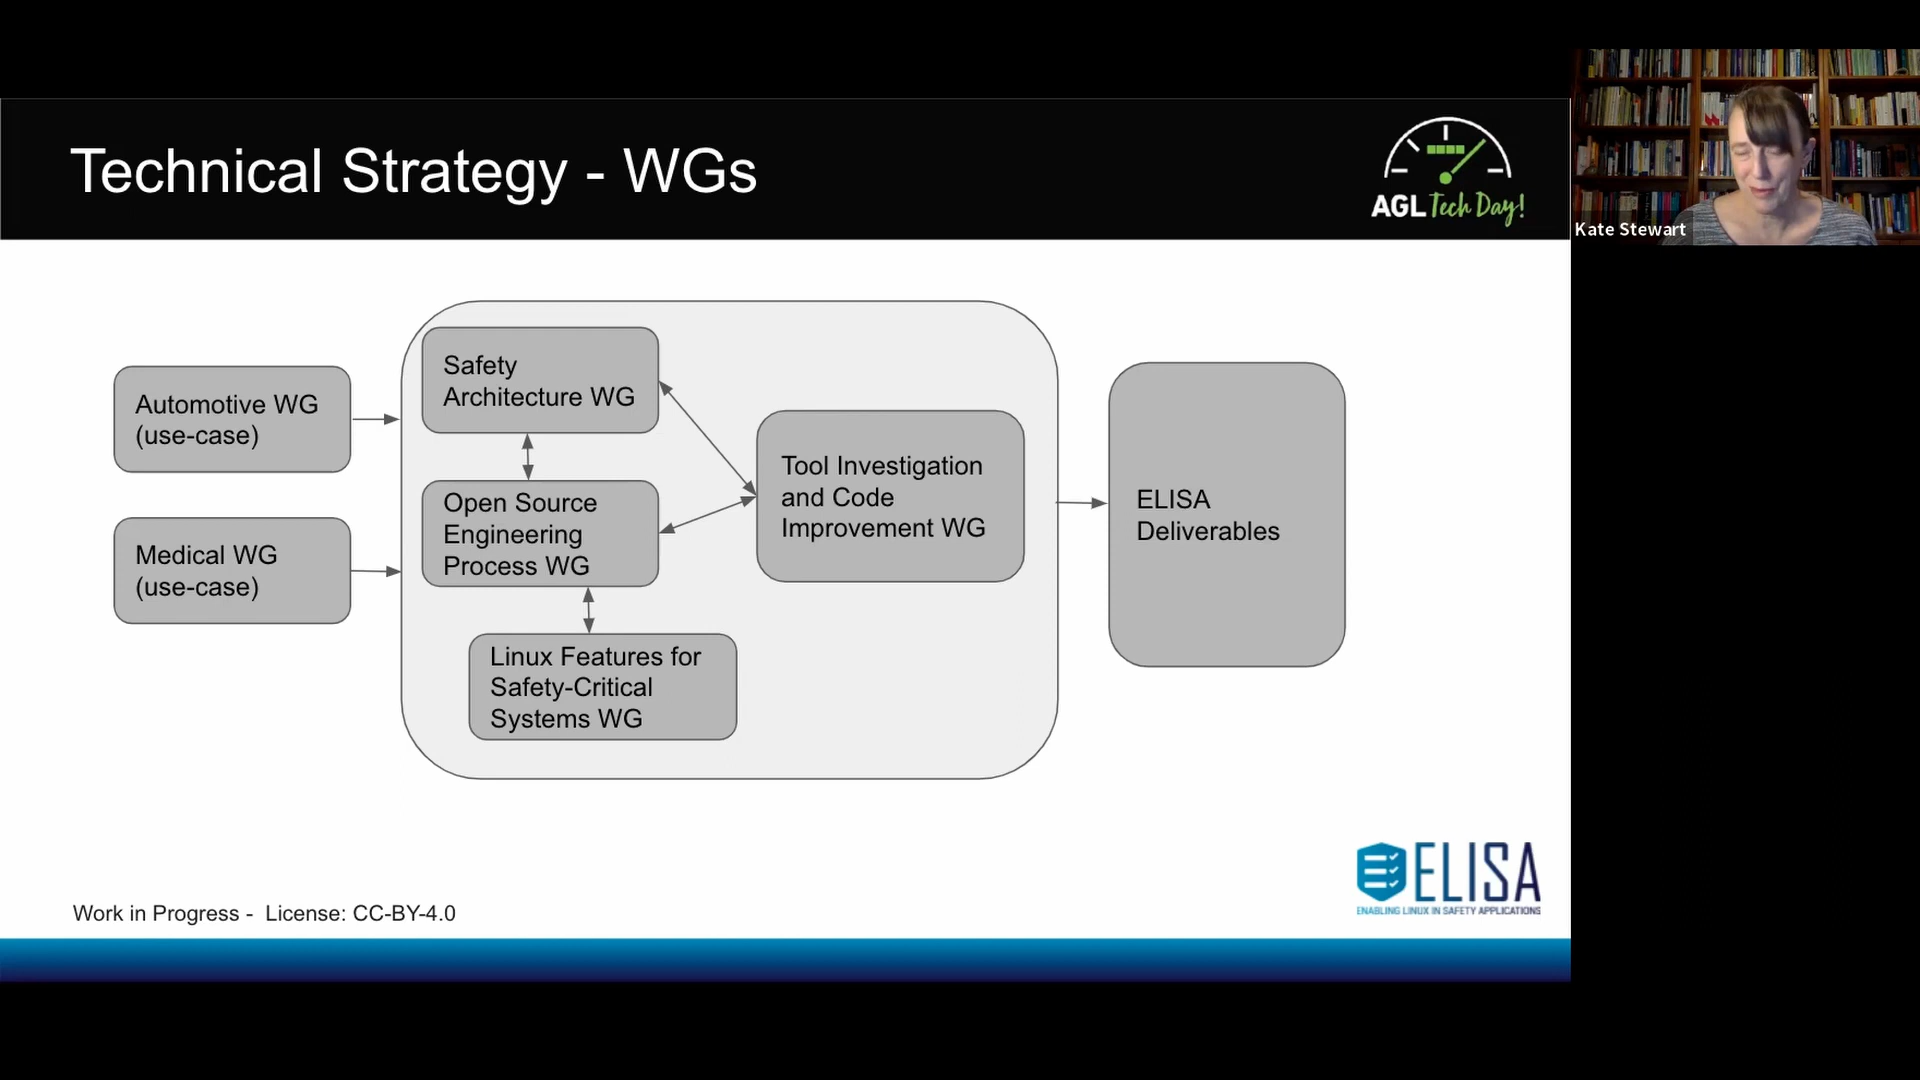 Technical Strategy - WGs
AGL Tech Day!
Kate Stewart
Automotive WG
(use-case)
Medical WG
(use-case)
Safety
Architecture WG
Open Source
Engineering
Process WG
Linux Features for
Safety-Critical
Systems WG
Tool Investigation
and Code
Improvement WG
ELISA
Deliverables
ELISA
ENABLING LINUX IN SAFETY APPLICATIONS
Work in Progress - License: CC-BY-4.0